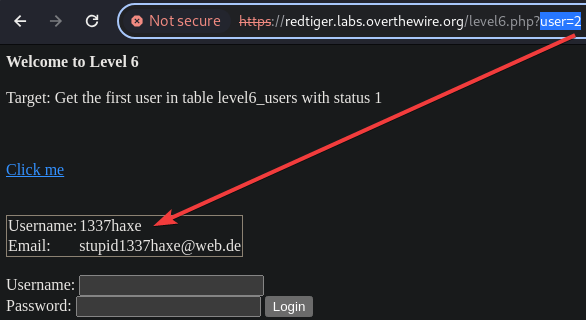 Not secure https://redtiger.labs.overthewire.org/level6.php?user=2
Welcome to Level 6
Target: Get the first user in table level6_users with status 1
Click me
Username: 1337haxe
Email: stupid1337haxe@web.de
Username:
Password: Login